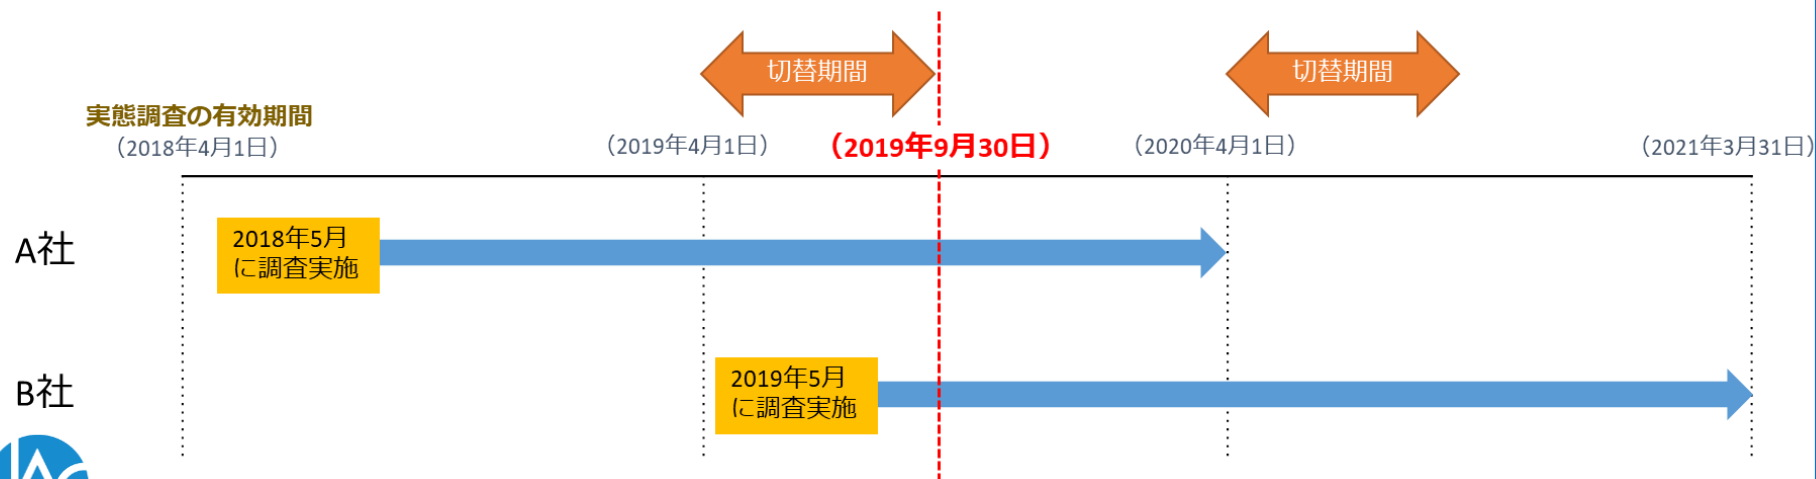 切替期間
切替期間
実態調査の有効期間
（2018年4月1日）
（2019年4月1日）
（2019年9月30日）
（2020年4月1日）
（2021年3月31日）
A社
2018年5月
に調査実施
B社
2019年5月
に調査実施